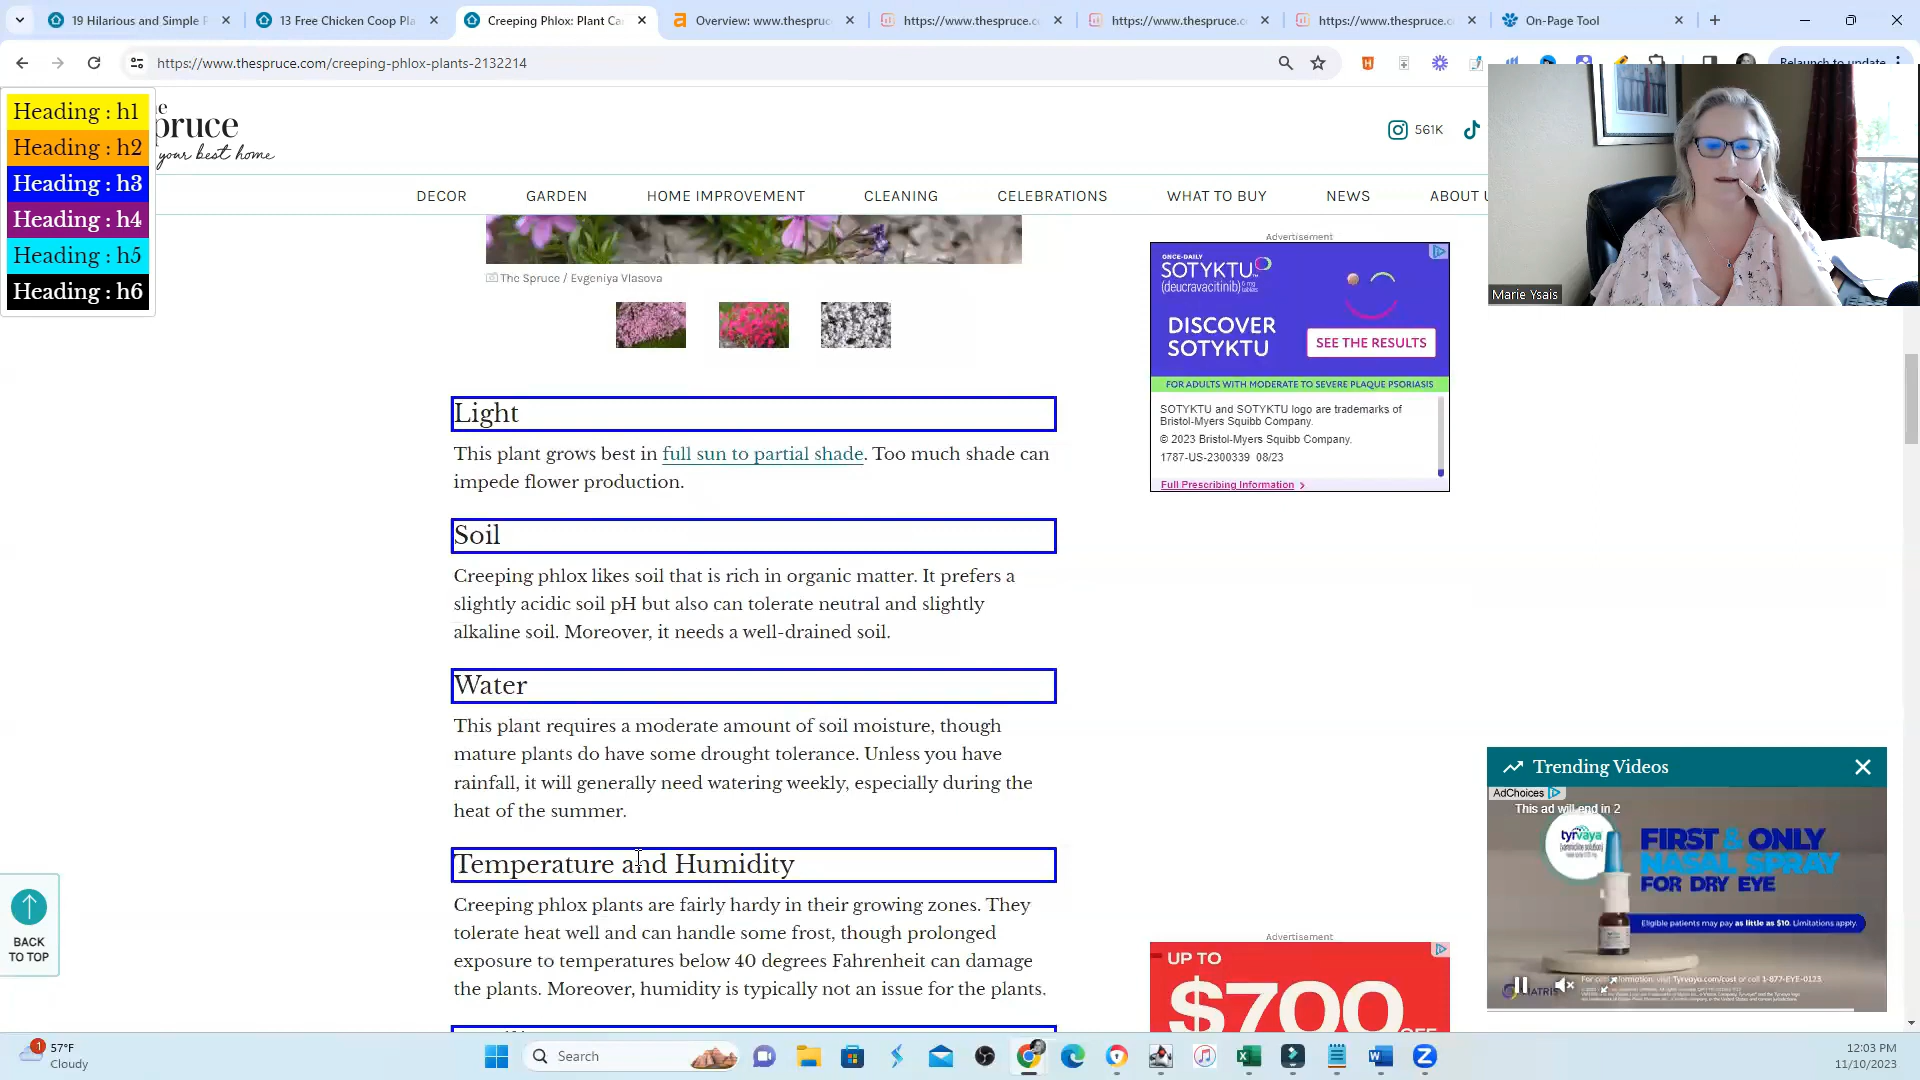 19 Hilarious and Simple P
13 Free Chicken Coop Pla
Creeping Phlox: Plant Ca
Overview: www.thespruce
https://www.thespruce.c
https://www.thespruce.c
https://www.thespruce.c
On-Page Tool
https://www.thespruce.com/creeping-phlox-plants-2132214
Relaunch to update
Heading : h1
Heading : h2
Heading : h3
Heading : h4
Heading : h5
Heading : h6
pruce
your best home
561K
DECOR
GARDEN
HOME IMPROVEMENT
CLEANING
CELEBRATIONS
WHAT TO BUY
NEWS
ABOUT U
Marie Ysais
The Spruce / Evgeniya Vlasova
Light
This plant grows best in full sun to partial shade. Too much shade can
impede flower production.
Soil
Creeping phlox likes soil that is rich in organic matter. It prefers a
slightly acidic soil pH but also can tolerate neutral and slightly
alkaline soil. Moreover, it needs a well-drained soil.
Water
This plant requires a moderate amount of soil moisture, though
mature plants do have some drought tolerance. Unless you have
rainfall, it will generally need watering weekly, especially during the
heat of the summer.
Temperature and Humidity
Creeping phlox plants are fairly hardy in their growing zones. They
tolerate heat well and can handle some frost, though prolonged
exposure to temperatures below 40 degrees Fahrenheit can damage
the plants. Moreover, humidity is typically not an issue for the plants.
Advertisement
ONCE-DAILY
SOTYKTU
(deucravacitinib) 6 mg tablets
DISCOVER
SOTYKTU
SEE THE RESULTS
FOR ADULTS WITH MODERATE TO SEVERE PLAQUE PSORIASIS
SOTYKTU and SOTYKTU logo are trademarks of
Bristol-Myers Squibb Company.
© 2023 Bristol-Myers Squibb Company.
1787-US-2300339 08/23
Full Prescribing Information
Trending Videos
AdChoices
This ad will end in 2
tyrvaya
FIRST & ONLY
NASAL SPRAY
FOR DRY EYE
Eligible patients may pay as little as $10. Limitations apply.
Advertisement
UP TO
$700
OFF
BACK
TO TOP
1
57°F
Cloudy
Search
12:03 PM
11/10/2023